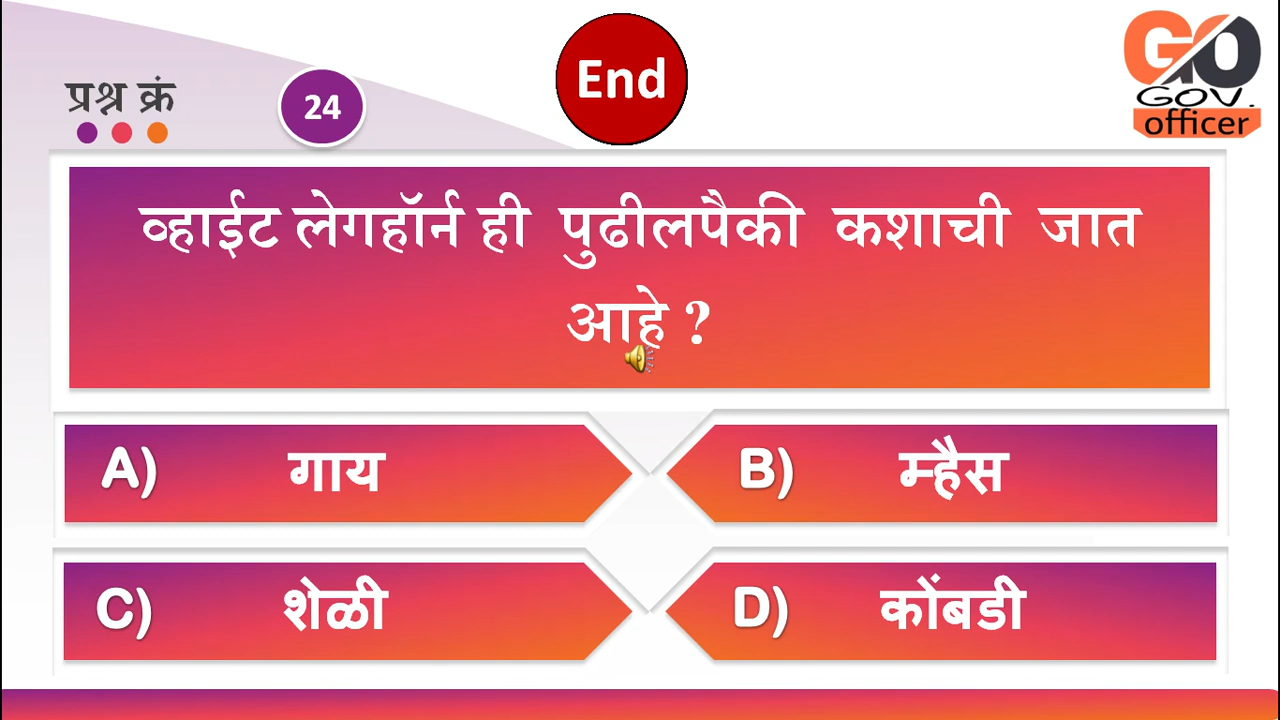 End
प्रश्न क्रं
24
GO
GOV.
officer
व्हाईट लेगहॉर्न ही पुढीलपैकी कशाची जात
आहे ?
A) गाय
B) म्हैस
C) शेळी
D) कोंबडी